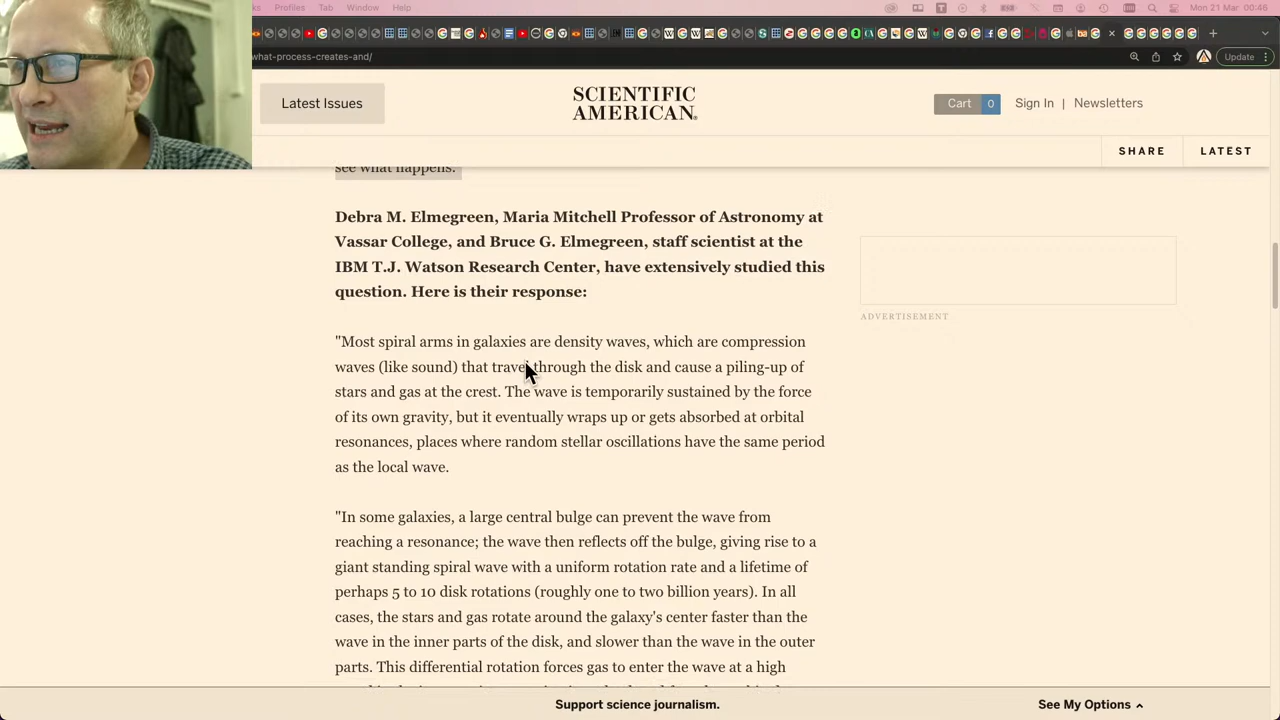 Profiles Tab Window Help
Mon 21 Mar 00:46
what-process-creates-and/
Update
Latest Issues
SCIENTIFIC
AMERICAN
Cart 0 Sign In | Newsletters
SHARE LATEST
see what happens.
Debra M. Elmegreen, Maria Mitchell Professor of Astronomy at
Vassar College, and Bruce G. Elmegreen, staff scientist at the
IBM T.J. Watson Research Center, have extensively studied this
question. Here is their response:
"Most spiral arms in galaxies are density waves, which are compression
waves (like sound) that travel through the disk and cause a piling-up of
stars and gas at the crest. The wave is temporarily sustained by the force
of its own gravity, but it eventually wraps up or gets absorbed at orbital
resonances, places where random stellar oscillations have the same period
as the local wave.
"In some galaxies, a large central bulge can prevent the wave from
reaching a resonance; the wave then reflects off the bulge, giving rise to a
giant standing spiral wave with a uniform rotation rate and a lifetime of
perhaps 5 to 10 disk rotations (roughly one to two billion years). In all
cases, the stars and gas rotate around the galaxy's center faster than the
wave in the inner parts of the disk, and slower than the wave in the outer
parts. This differential rotation forces gas to enter the wave at a high
ADVERTISEMENT
Support science journalism.
See My Options